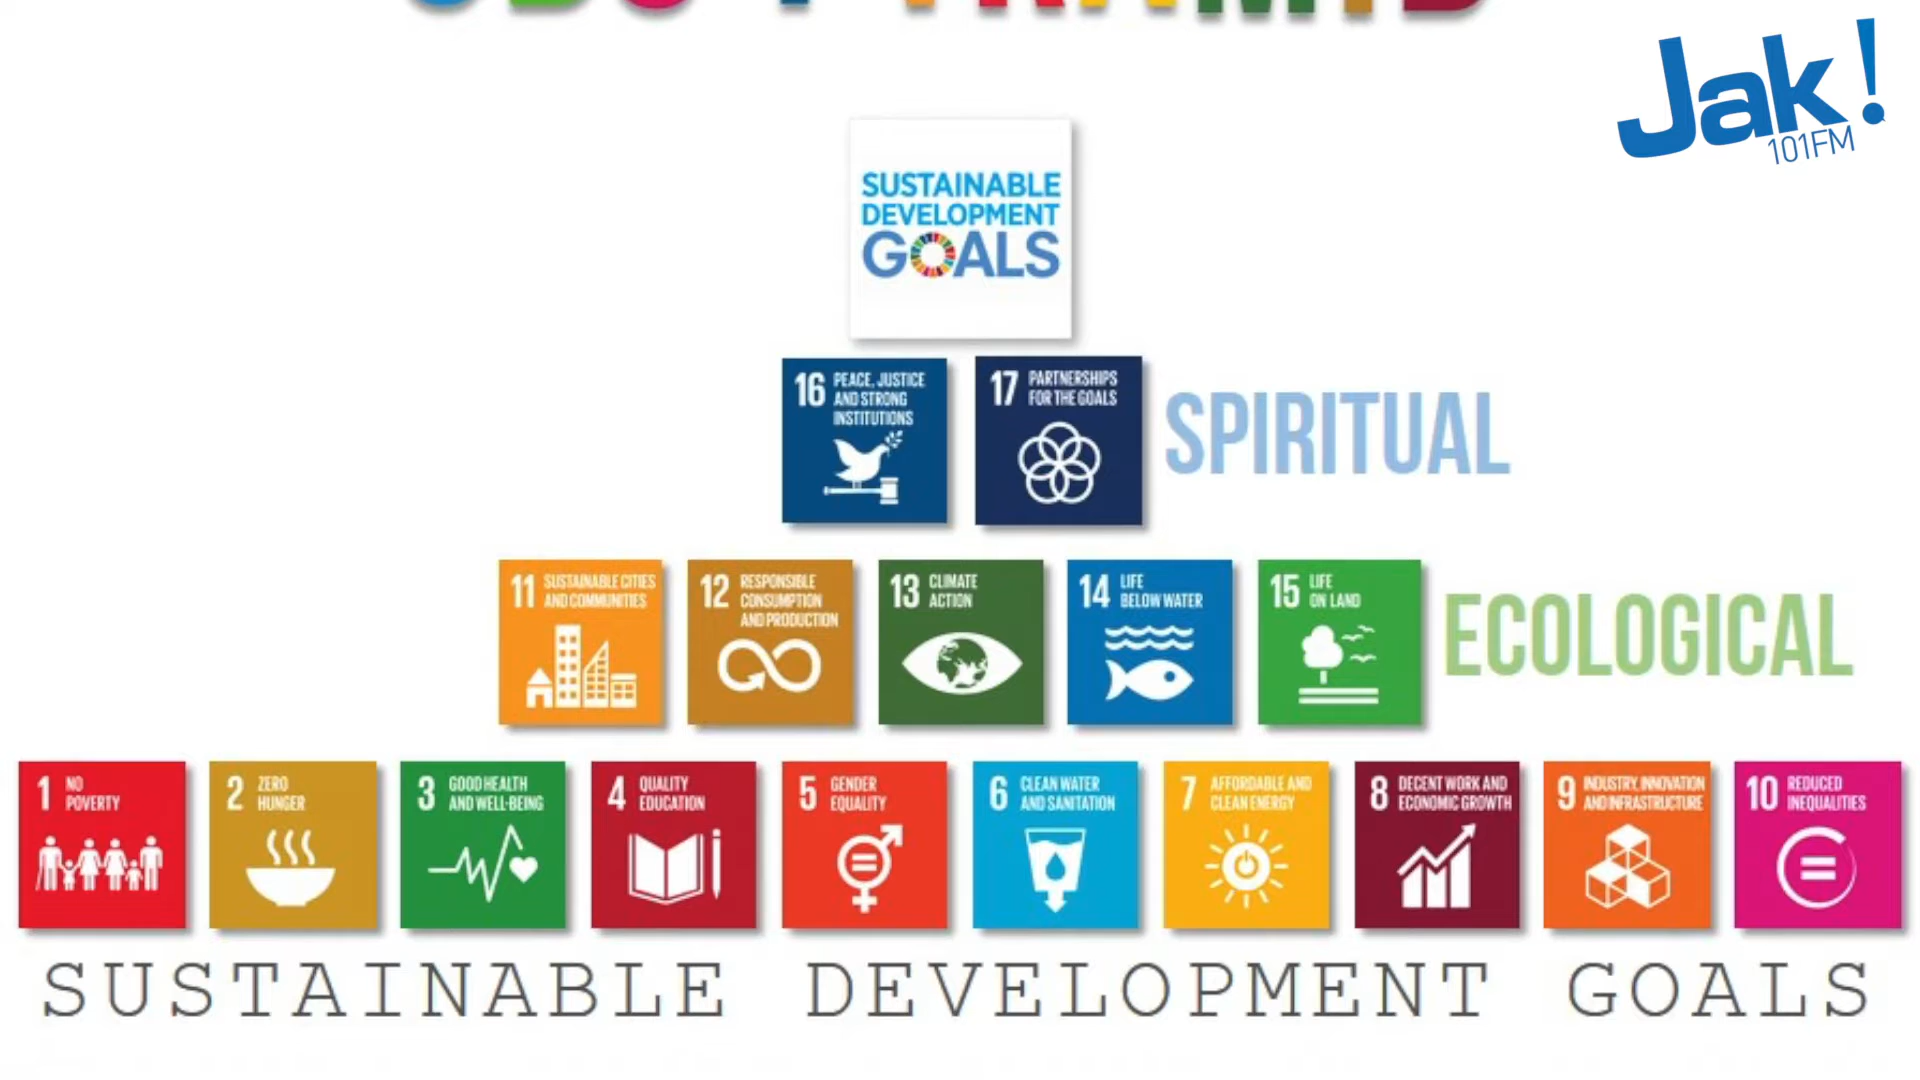 SDG PYRAMID
Jak!
101FM
SUSTAINABLE
DEVELOPMENT
GOALS
16 PEACE, JUSTICE
AND STRONG
INSTITUTIONS
17 PARTNERSHIPS
FOR THE GOALS
SPIRITUAL
11 SUSTAINABLE CITIES
AND COMMUNITIES
12 RESPONSIBLE
CONSUMPTION
AND PRODUCTION
13 CLIMATE
ACTION
14 LIFE
BELOW WATER
15 LIFE
ON LAND
ECOLOGICAL
1 NO
POVERTY
2 ZERO
HUNGER
3 GOOD HEALTH
AND WELL-BEING
4 QUALITY
EDUCATION
5 GENDER
EQUALITY
6 CLEAN WATER
AND SANITATION
7 AFFORDABLE AND
CLEAN ENERGY
8 DECENT WORK AND
ECONOMIC GROWTH
9 INDUSTRY, INNOVATION
AND INFRASTRUCTURE
10 REDUCED
INEQUALITIES
SUSTAINABLE DEVELOPMENT GOALS